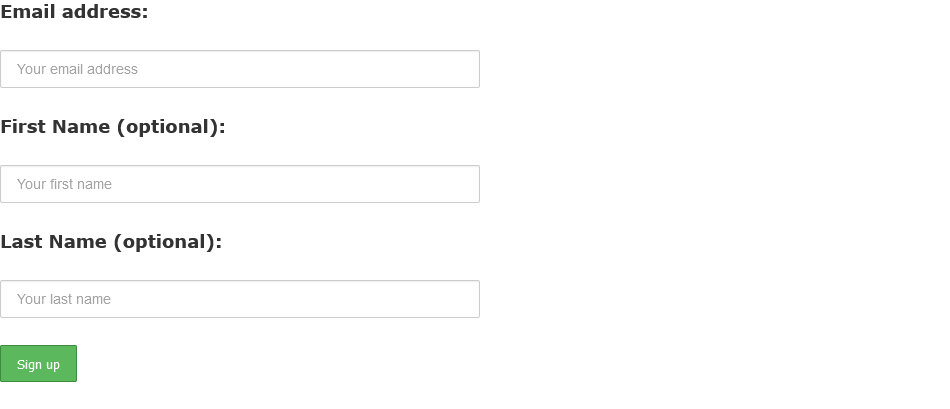 Email address:
Your email address
First Name (optional):
Your first name
Last Name (optional):
Your last name
Sign up